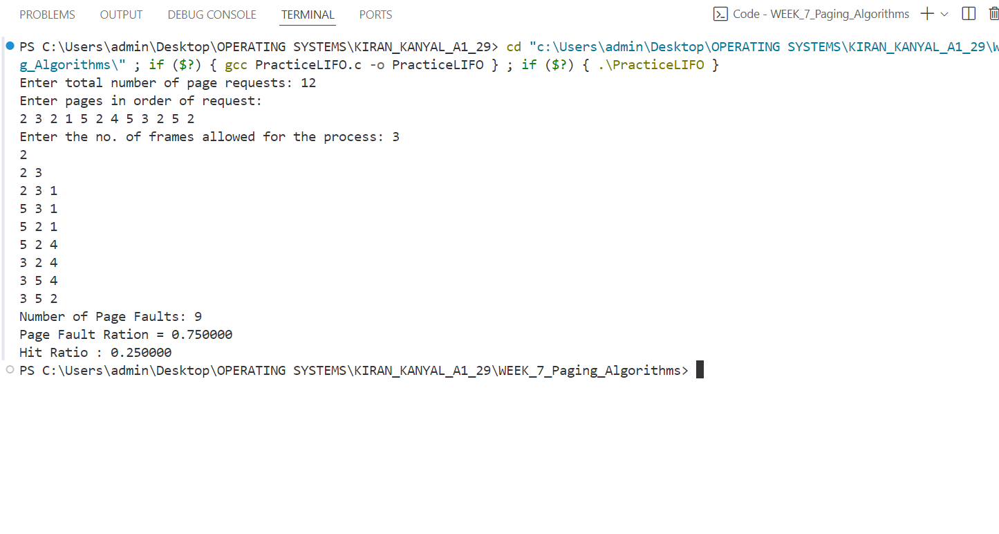 PROBLEMS OUTPUT DEBUG CONSOLE TERMINAL PORTS Code - WEEK_7_Paging_Algorithms
PS C:\Users\admin\Desktop\OPERATING SYSTEMS\KIRAN_KANYAL_A1_29> cd "c:\Users\admin\Desktop\OPERATING SYSTEMS\KIRAN_KANYAL_A1_29\W
g_Algorithms\" ; if ($?) { gcc PracticeLIFO.c -o PracticeLIFO } ; if ($?) { .\PracticeLIFO }
Enter total number of page requests: 12
Enter pages in order of request:
2 3 2 1 5 2 4 5 3 2 5 2
Enter the no. of frames allowed for the process: 3
2
2 3
2 3 1
5 3 1
5 2 1
5 2 4
3 2 4
3 5 4
3 5 2
Number of Page Faults: 9
Page Fault Ration = 0.750000
Hit Ratio : 0.250000
PS C:\Users\admin\Desktop\OPERATING SYSTEMS\KIRAN_KANYAL_A1_29\WEEK_7_Paging_Algorithms>